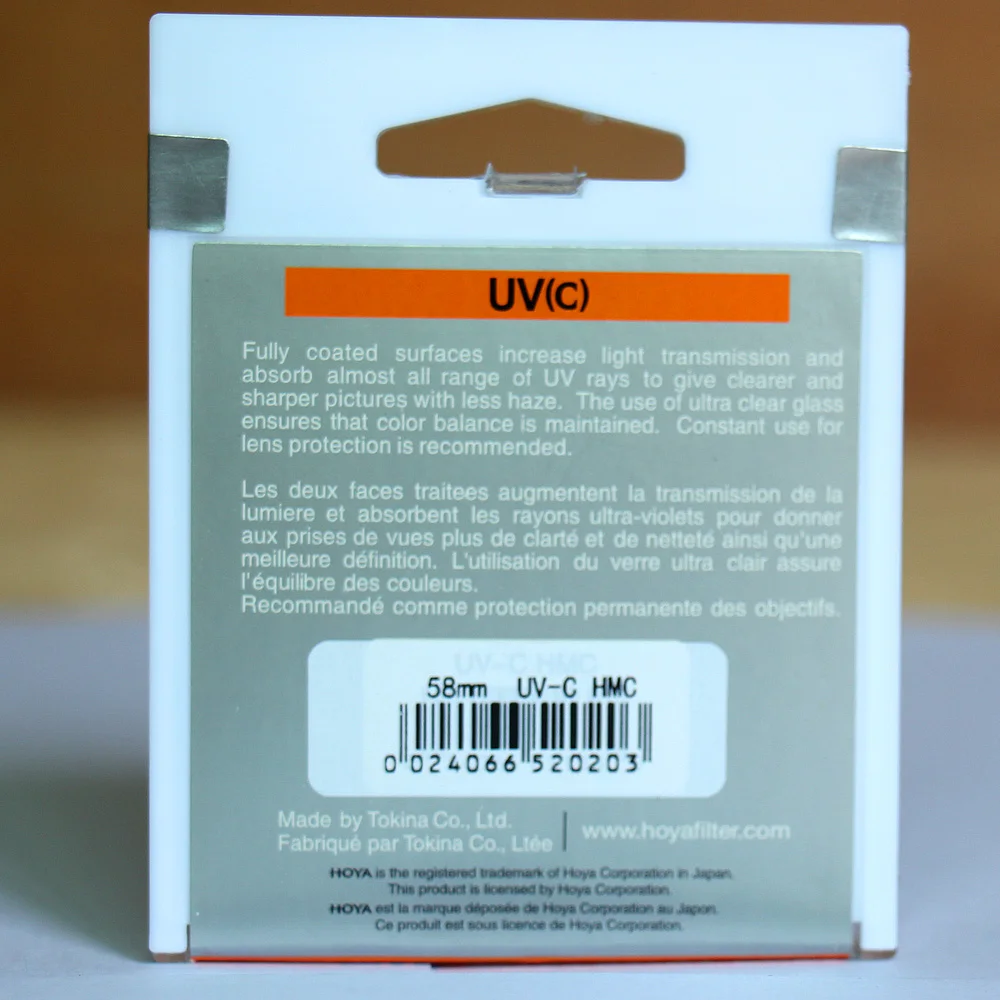 UV(C)
Fully coated surfaces increase light transmission and
absorb almost all range of UV rays to give clearer and
sharper pictures with less haze. The use of ultra clear glass
ensures that color balance is maintained. Constant use for
lens protection is recommended.
Les deux faces traitees augmentent la transmission de la
lumiere et absorbent les rayons ultra-violets pour donner
aux prises de vues plus de clarté et de netteté ainsi qu'une
meilleure définition. L'utilisation du verre ultra clair assure
l'équilibre des couleurs.
Recommandé comme protection permanente des objectifs.
UV-C HMC
58mm UV-C HMC
0 024066 520203
Made by Tokina Co., Ltd.
Fabriqué par Tokina Co., Ltée
www.hoyafilter.com
HOYA is the registered trademark of Hoya Corporation in Japan.
This product is licensed by Hoya Corporation.
HOYA est la marque déposée de Hoya Corporation au Japon.
Ce produit est sous licence de Hoya Corporation.